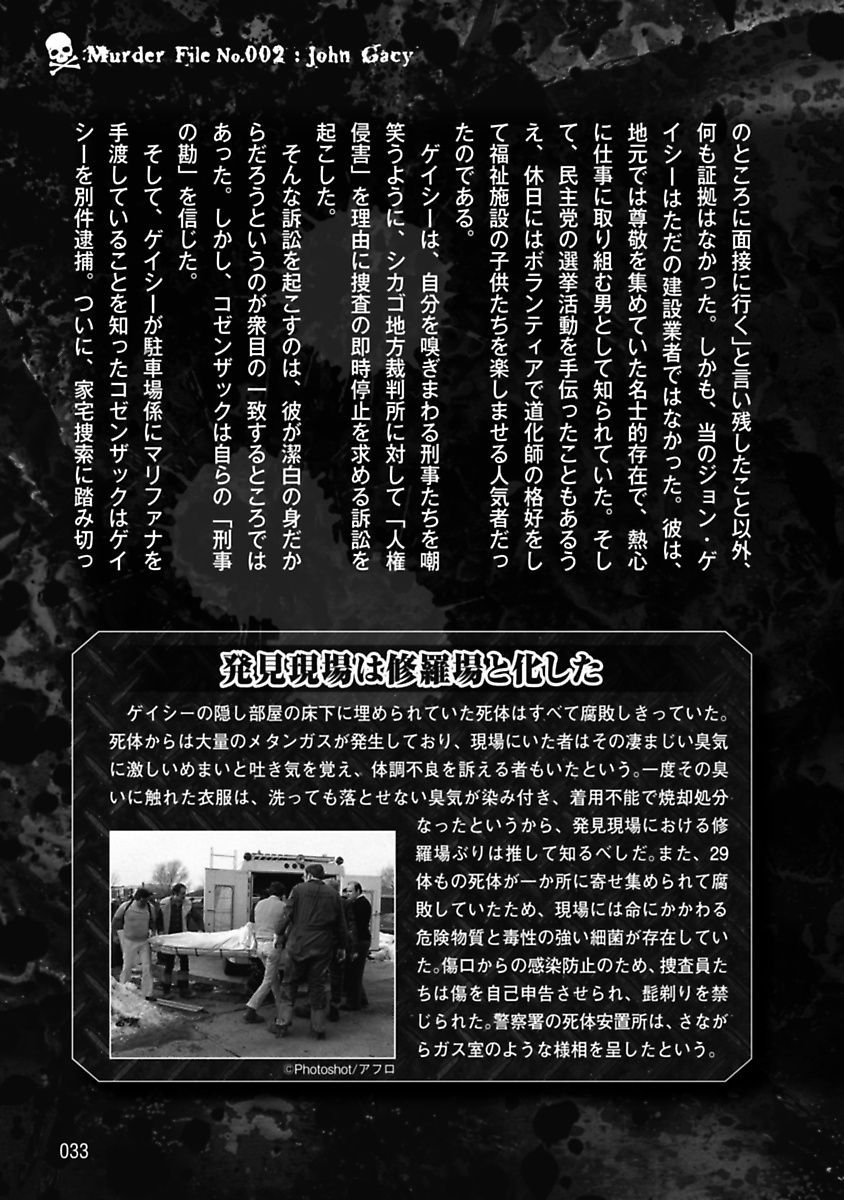 Murder File No.002 : John Gacy
のところに面接に行く」と言い残したこと以外、
何も証拠はなかった。しかも、当のジョン・ゲ
イシーはただの建設業者ではなかった。彼は、
地元では尊敬を集めていた名士的存在で、熱心
に仕事に取り組む男として知られていた。そし
て、民主党の選挙活動を手伝ったこともあるう
え、休日にはボランティアで道化師の格好をし
て福祉施設の子供たちを楽しませる人気者だっ
たのである。
ゲイシーは、自分を嗅ぎまわる刑事たちを嘲
笑うように、シカゴ地方裁判所に対して「人権
侵害」を理由に捜査の即時停止を求める訴訟を
起こした。
そんな訴訟を起こすのは、彼が潔白の身だか
らだろうというのが衆目の一致するところでは
あった。しかし、コゼンザックは自らの「刑事
の勘」を信じた。
そして、ゲイシーが駐車場係にマリファナを
手渡していることを知ったコゼンザックはゲイ
シーを別件逮捕。ついに、家宅捜索に踏み切っ
発見現場は修羅場と化した
ゲイシーの隠し部屋の床下に埋められていた死体はすべて腐敗しきっていた。
死体からは大量のメタンガスが発生しており、現場にいた者はその凄まじい臭気
に激しいめまいと吐き気を覚え、体調不良を訴える者もいたという。一度その臭
いに触れた衣服は、洗っても落とせない臭気が染み付き、着用不能で焼却処分
なったというから、発見現場における修
羅場ぶりは推して知るべしだ。また、29
体もの死体が一か所に寄せ集められて腐
敗していたため、現場には命にかかわる
危険物質と毒性の強い細菌が存在してい
た。傷口からの感染防止のため、捜査員た
ちは傷を自己申告させられ、髭剃りを禁
じられた。警察署の死体安置所は、さなが
らガス室のような様相を呈したという。
©Photoshot/アフロ
033